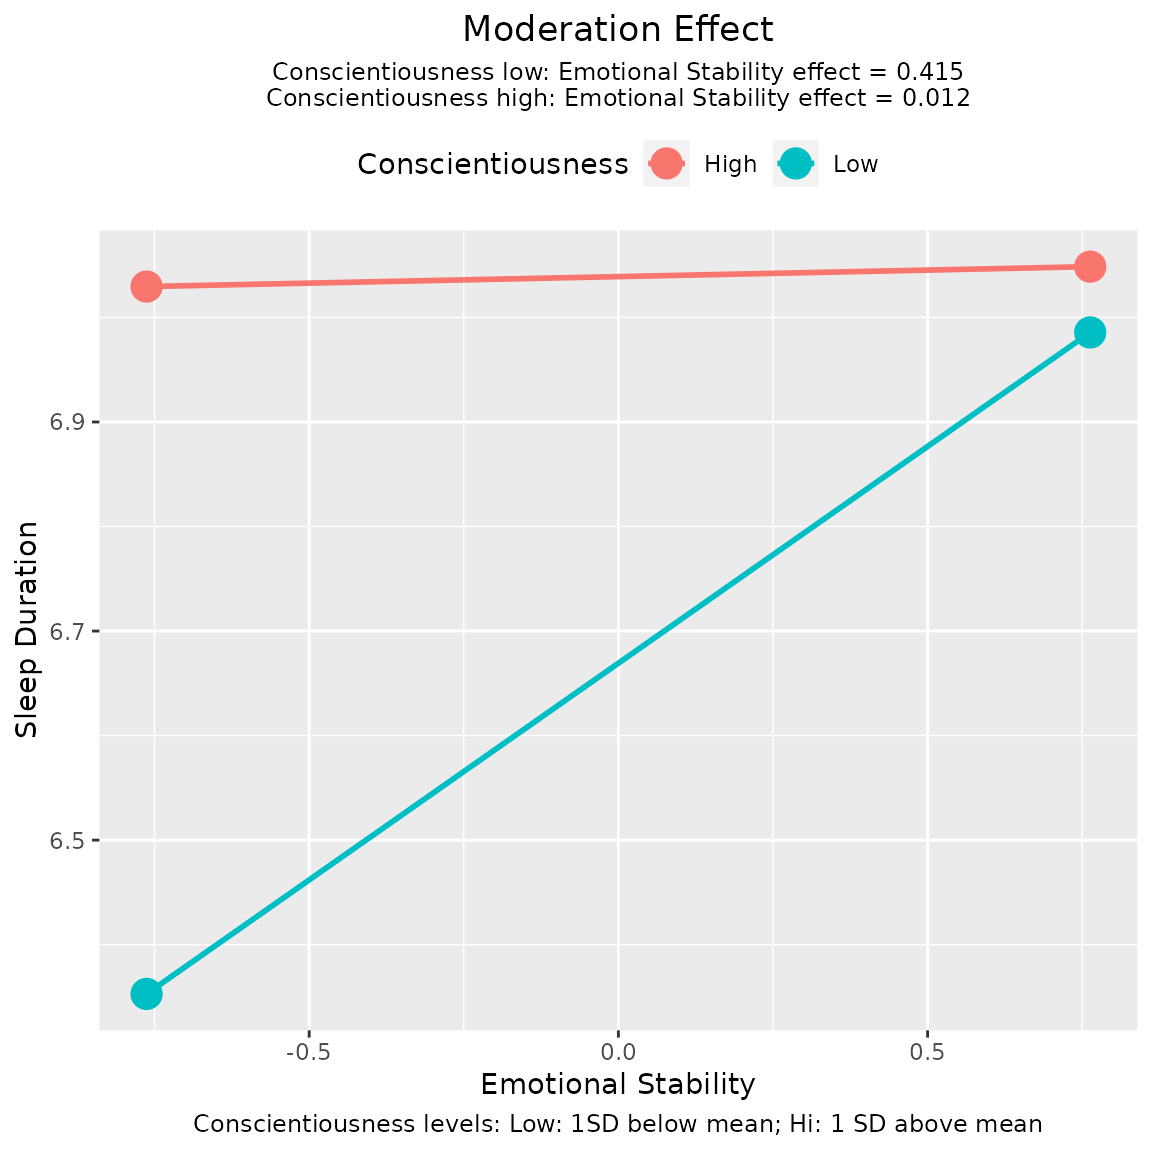 Moderation Effect
Conscientiousness low: Emotional Stability effect = 0.415
Conscientiousness high: Emotional Stability effect = 0.012
Conscientiousness High Low
6.9
6.7
6.5
Sleep Duration
-0.5 0.0 0.5
Emotional Stability
Conscientiousness levels: Low: 1SD below mean; Hi: 1 SD above mean